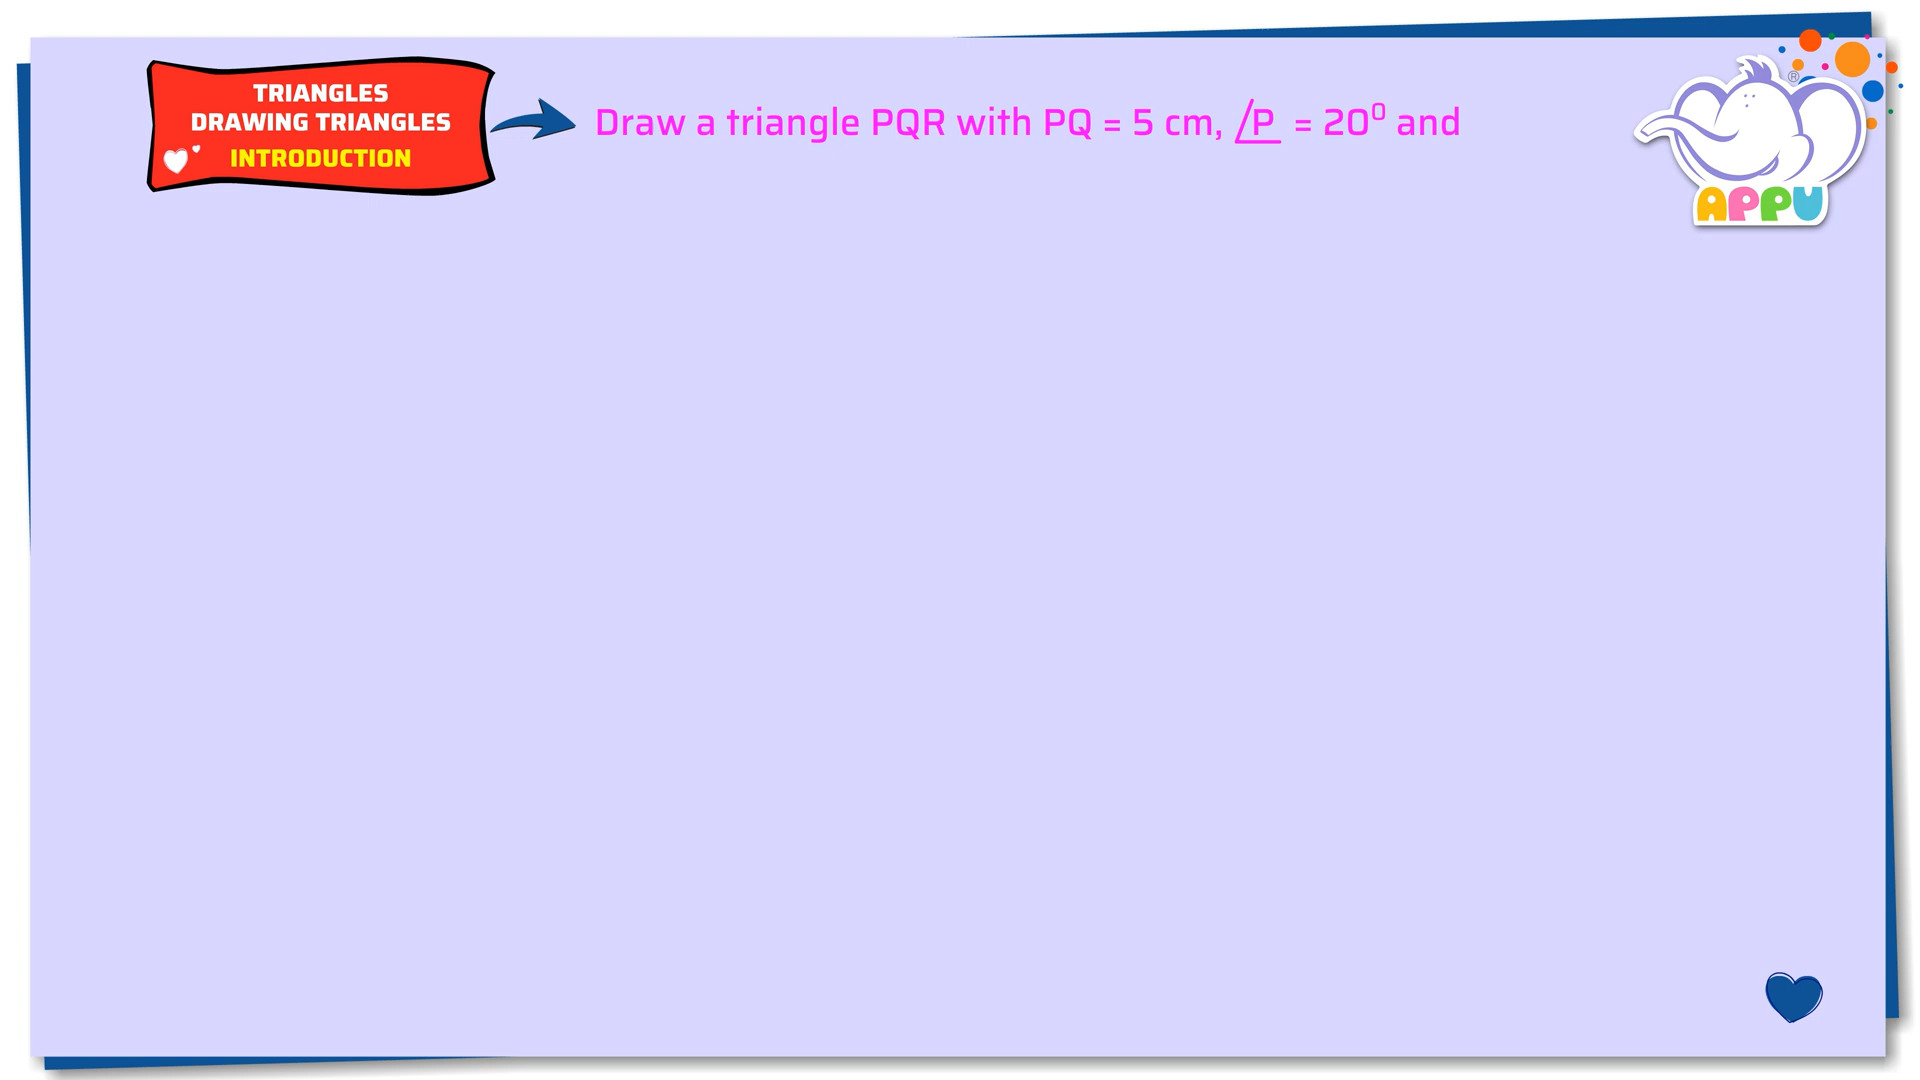 TRIANGLES
DRAWING TRIANGLES
INTRODUCTION
Draw a triangle PQR with PQ = 5 cm, ∠P = 20⁰ and
®
APPU